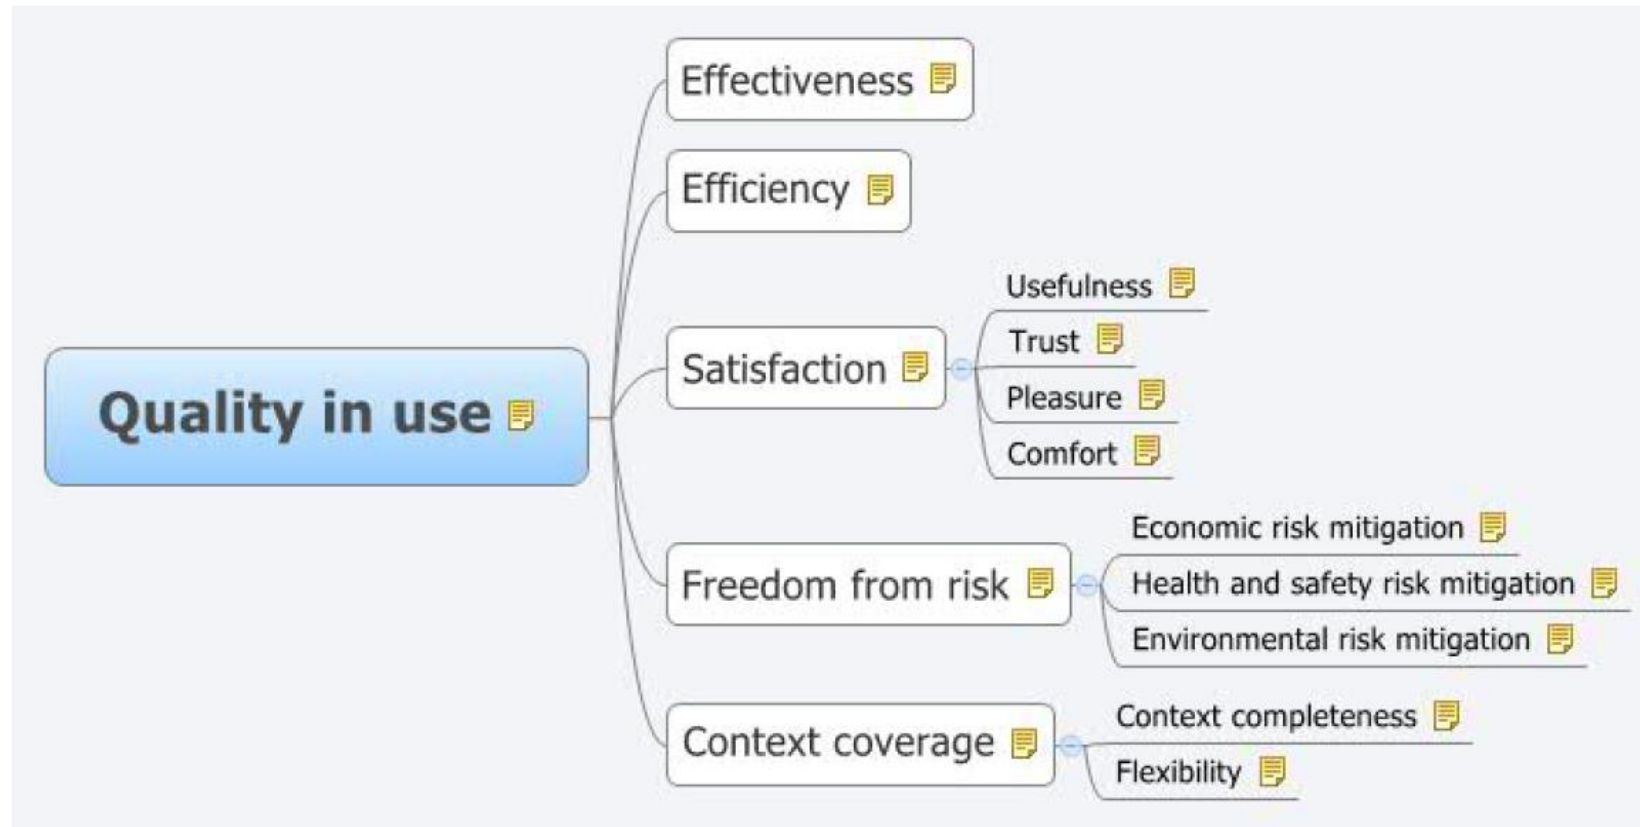 Quality in use
Effectiveness
Efficiency
Satisfaction
Usefulness
Trust
Pleasure
Comfort
Freedom from risk
Economic risk mitigation
Health and safety risk mitigation
Environmental risk mitigation
Context coverage
Context completeness
Flexibility